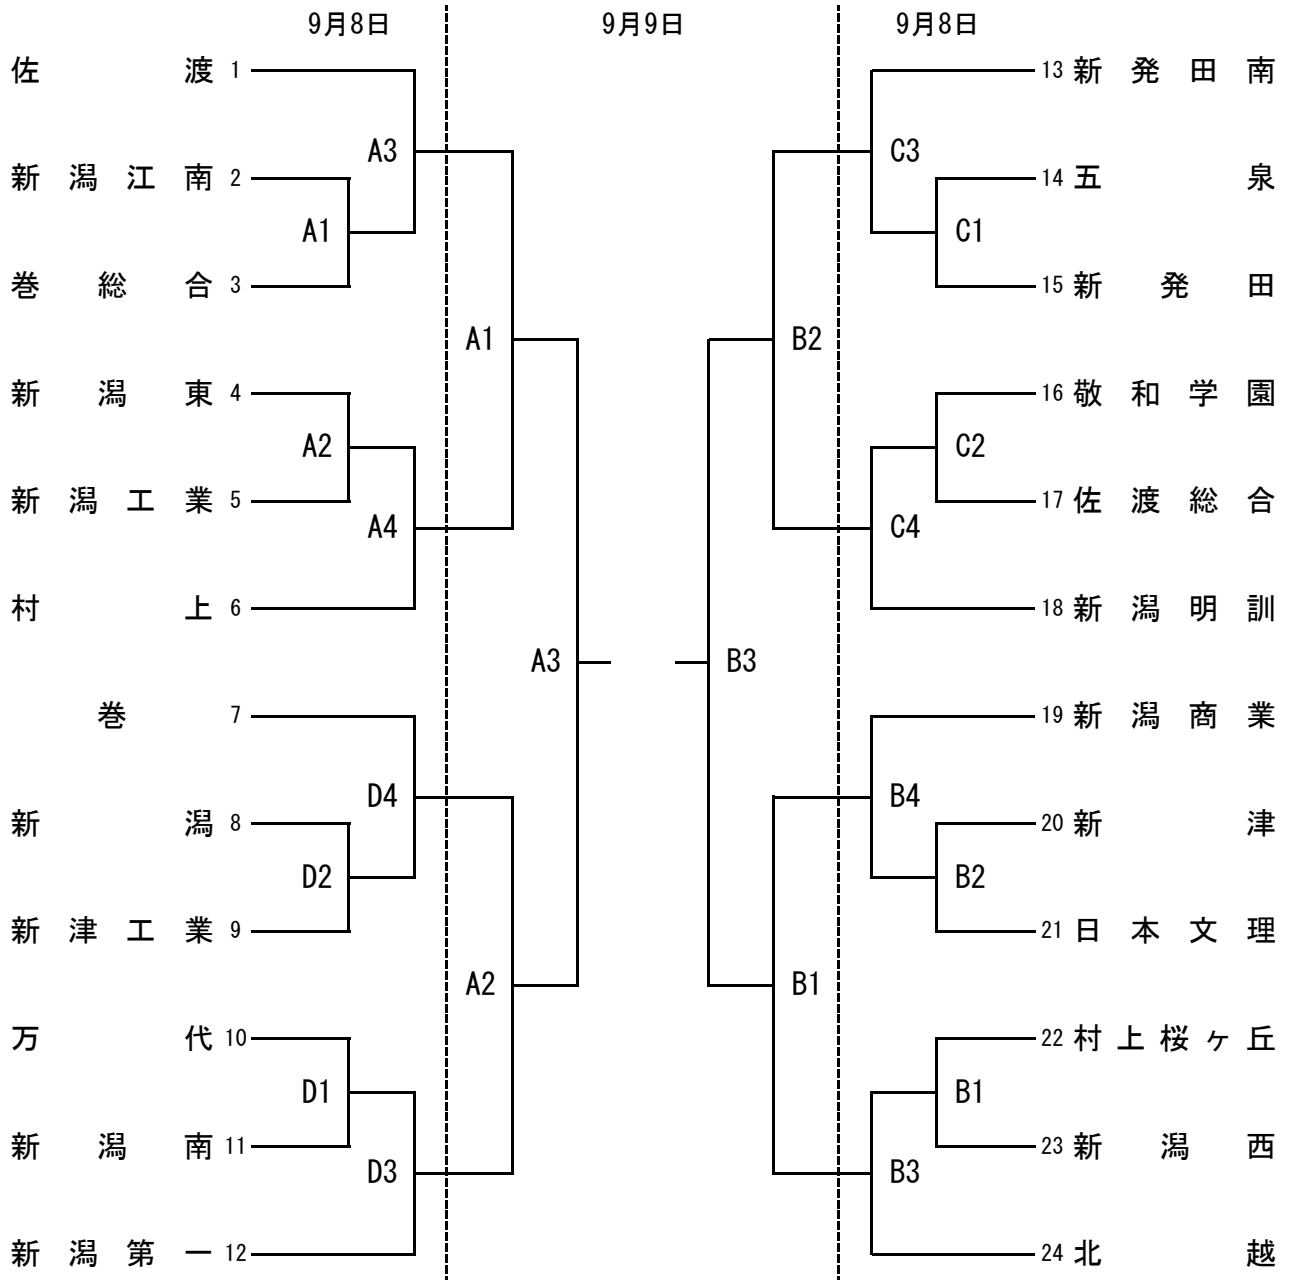 9月8日 9月9日 9月8日
佐渡 1 13 新発田南
A3 C3
新潟江南 2 14 五泉
A1 C1
巻総合 3 15 新発田
A1 B2
新潟東 4 16 敬和学園
A2 C2
新潟工業 5 17 佐渡総合
A4 C4
村上 6 18 新潟明訓
A3 B3
巻 7 19 新潟商業
D4 B4
新潟 8 20 新津
D2 B2
新津工業 9 21 日本文理
A2 B1
万代 10 22 村上桜ヶ丘
D1 B1
新潟南 11 23 新潟西
D3 B3
新潟第一 12 24 北越